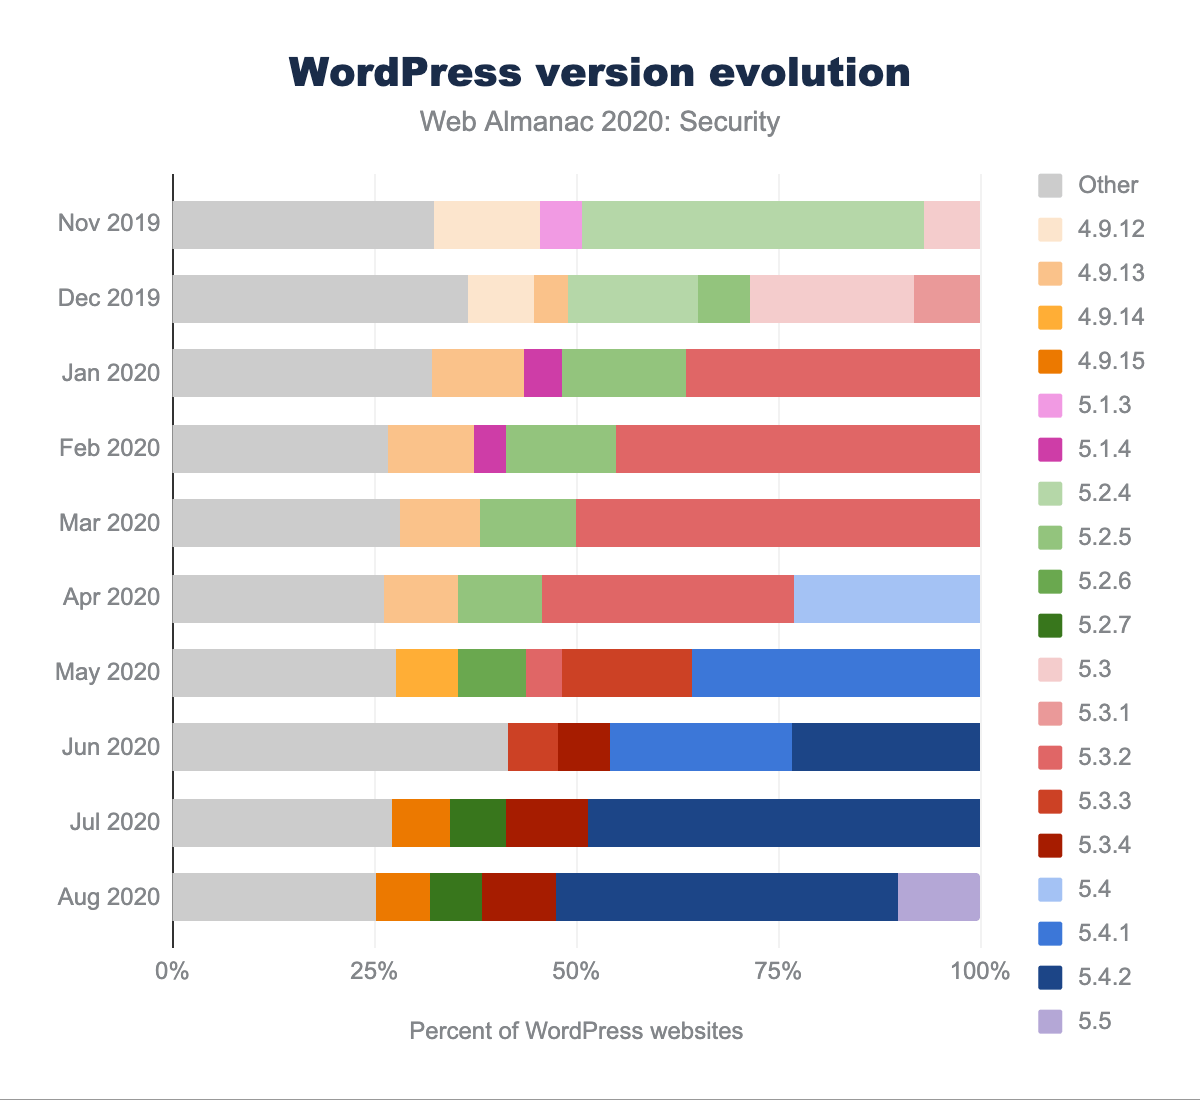 WordPress version evolution
Web Almanac 2020: Security
Nov 2019
Dec 2019
Jan 2020
Feb 2020
Mar 2020
Apr 2020
May 2020
Jun 2020
Jul 2020
Aug 2020
0% 25% 50% 75% 100%
Percent of WordPress websites
Other
4.9.12
4.9.13
4.9.14
4.9.15
5.1.3
5.1.4
5.2.4
5.2.5
5.2.6
5.2.7
5.3
5.3.1
5.3.2
5.3.3
5.3.4
5.4
5.4.1
5.4.2
5.5